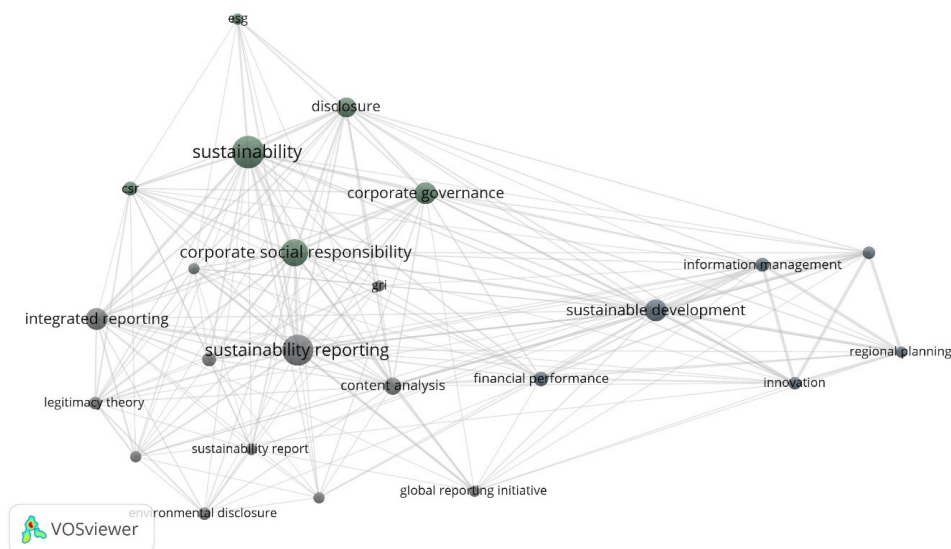 esg
disclosure
sustainability
csr
corporate governance
corporate social responsibility
information management
gri
sustainable development
integrated reporting
sustainability reporting
regional planning
content analysis
financial performance
innovation
legitimacy theory
sustainability report
global reporting initiative
environmental disclosure
VOSviewer